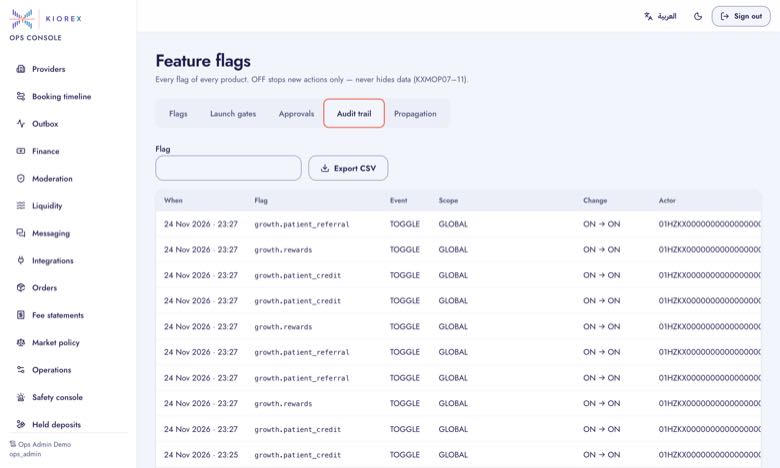 KIOREX
OPS CONSOLE
العربية
Sign out
Providers
Booking timeline
Outbox
Finance
Moderation
Liquidity
Messaging
Integrations
Orders
Fee statements
Market policy
Operations
Safety console
Held deposits
Ops Admin Demo
ops_admin
Feature flags
Every flag of every product. OFF stops new actions only — never hides data (KXMOP07–11).
Flags Launch gates Approvals Audit trail Propagation
Flag
Export CSV
When Flag Event Scope Change Actor
24 Nov 2026 · 23:27 growth.patient_referral TOGGLE GLOBAL ON → ON
24 Nov 2026 · 23:27 growth.rewards TOGGLE GLOBAL ON → ON
24 Nov 2026 · 23:27 growth.patient_credit TOGGLE GLOBAL ON → ON
24 Nov 2026 · 23:27 growth.patient_credit TOGGLE GLOBAL ON → ON
24 Nov 2026 · 23:27 growth.rewards TOGGLE GLOBAL ON → ON
24 Nov 2026 · 23:27 growth.patient_referral TOGGLE GLOBAL ON → ON
24 Nov 2026 · 23:27 growth.patient_referral TOGGLE GLOBAL ON → ON
24 Nov 2026 · 23:27 growth.rewards TOGGLE GLOBAL ON → ON
24 Nov 2026 · 23:27 growth.patient_credit TOGGLE GLOBAL ON → ON
24 Nov 2026 · 23:25 growth.patient_credit TOGGLE GLOBAL ON → ON